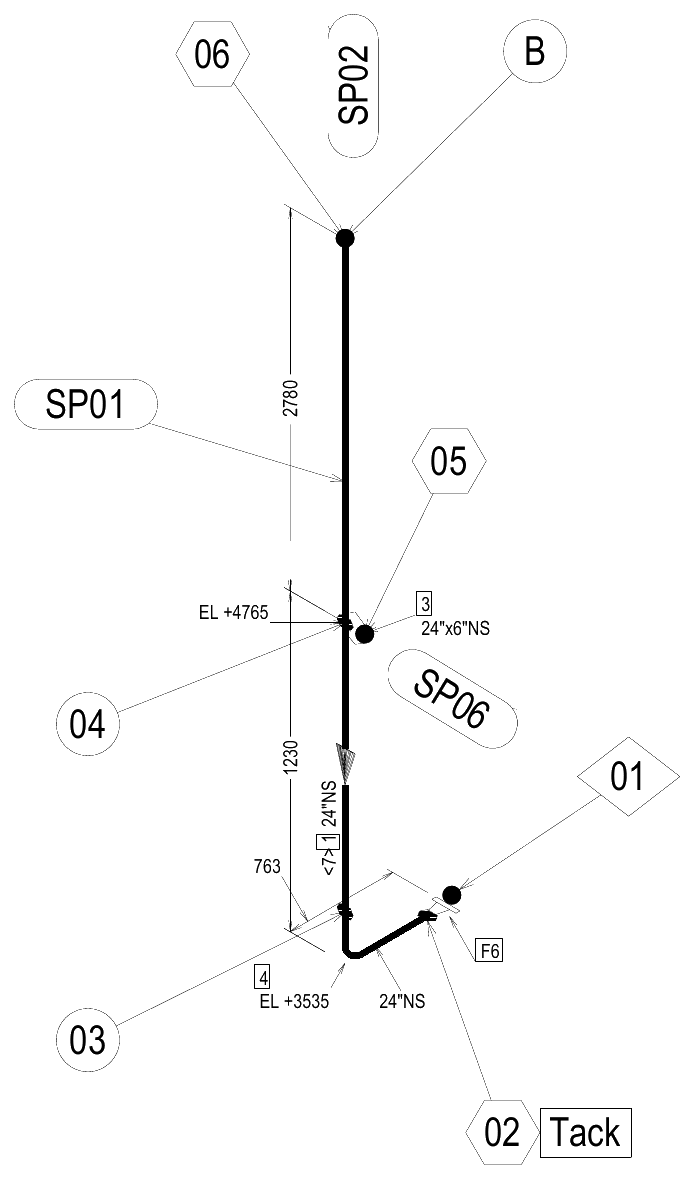 06
SP02
B
2780
SP01
05
EL +4765
3
24"x6"NS
SP06
04
1230
01
<7> 1 24"NS
763
F6
4
EL +3535
24"NS
03
02
Tack